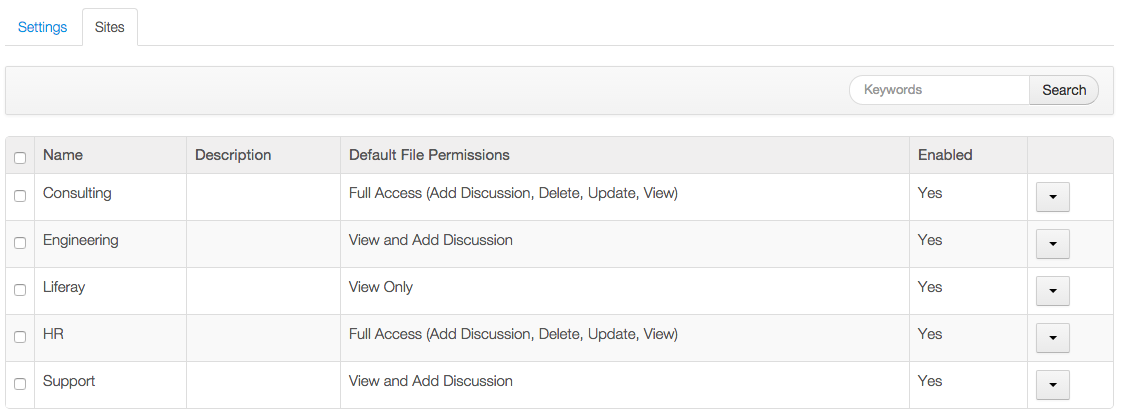 Settings Sites
Keywords Search
Name Description Default File Permissions Enabled
Consulting Full Access (Add Discussion, Delete, Update, View) Yes
Engineering View and Add Discussion Yes
Liferay View Only Yes
HR Full Access (Add Discussion, Delete, Update, View) Yes
Support View and Add Discussion Yes